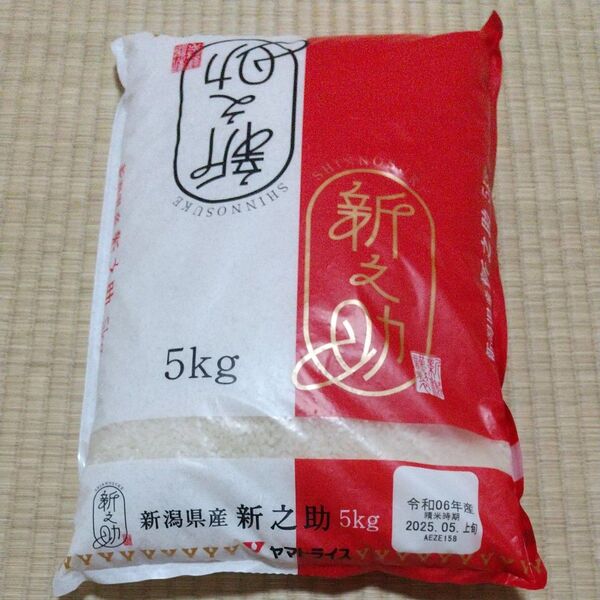 新之助
SHINNOSUKE
SHINNOSUKE
新之助
5kg
新之助
新潟県産 新之助 5kg
令和06年産
精米時期
2025.05.上旬
AEZE158
ヤマトライス